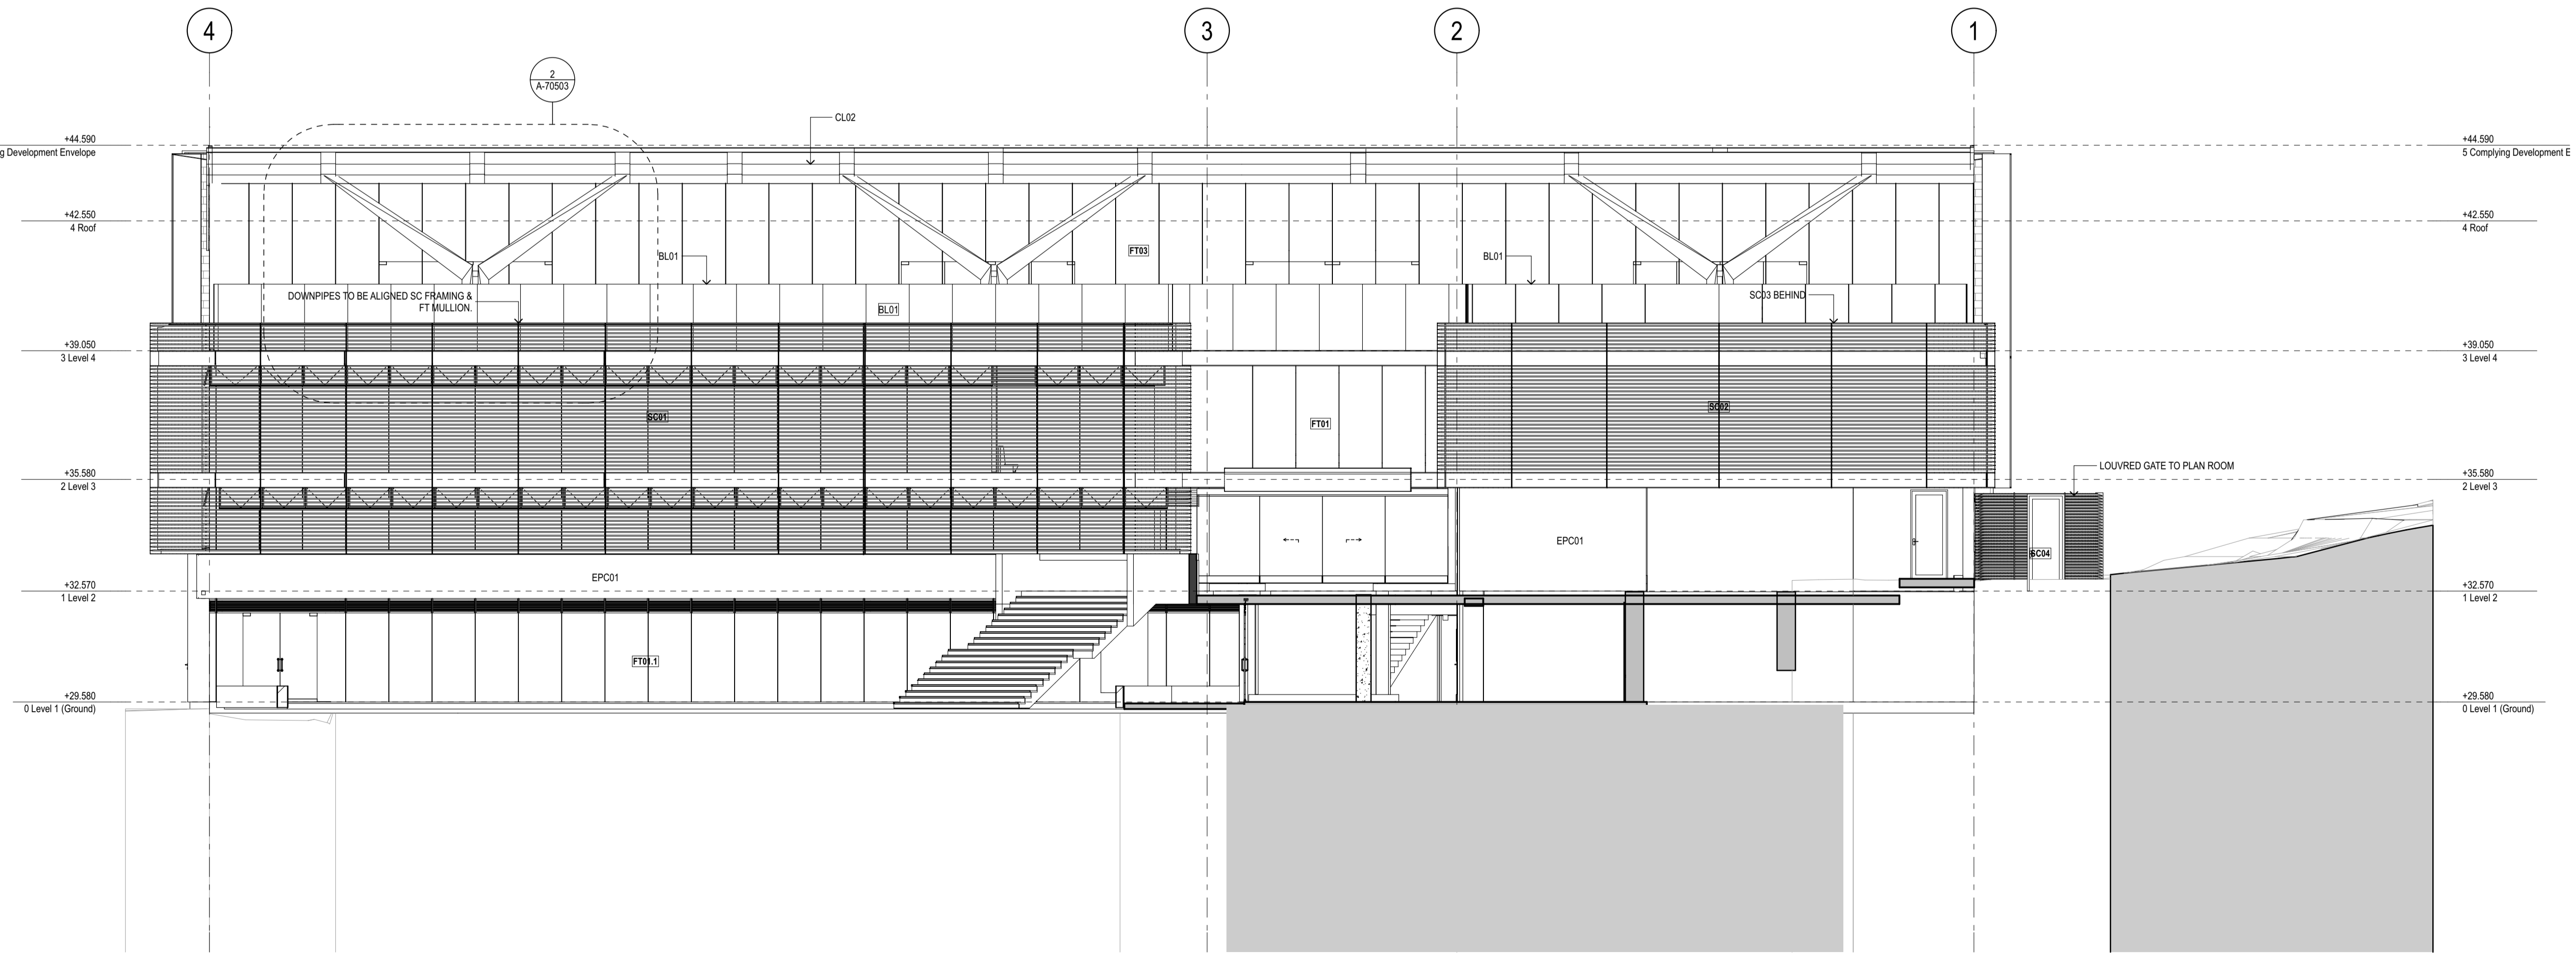 4
3
2
1
2
A-70503
CL02
+44.590
g Development Envelope
+44.590
5 Complying Development E
+42.550
4 Roof
+42.550
4 Roof
FT03
BL01
BL01
DOWNPIPES TO BE ALIGNED SC FRAMING &
FT MULLION.
BL01
SC03 BEHIND
+39.050
3 Level 4
+39.050
3 Level 4
SC01
FT01
SC02
+35.580
2 Level 3
LOUVRED GATE TO PLAN ROOM
+35.580
2 Level 3
EPC01
SC04
EPC01
+32.570
1 Level 2
+32.570
1 Level 2
FT01.1
+29.580
0 Level 1 (Ground)
+29.580
0 Level 1 (Ground)